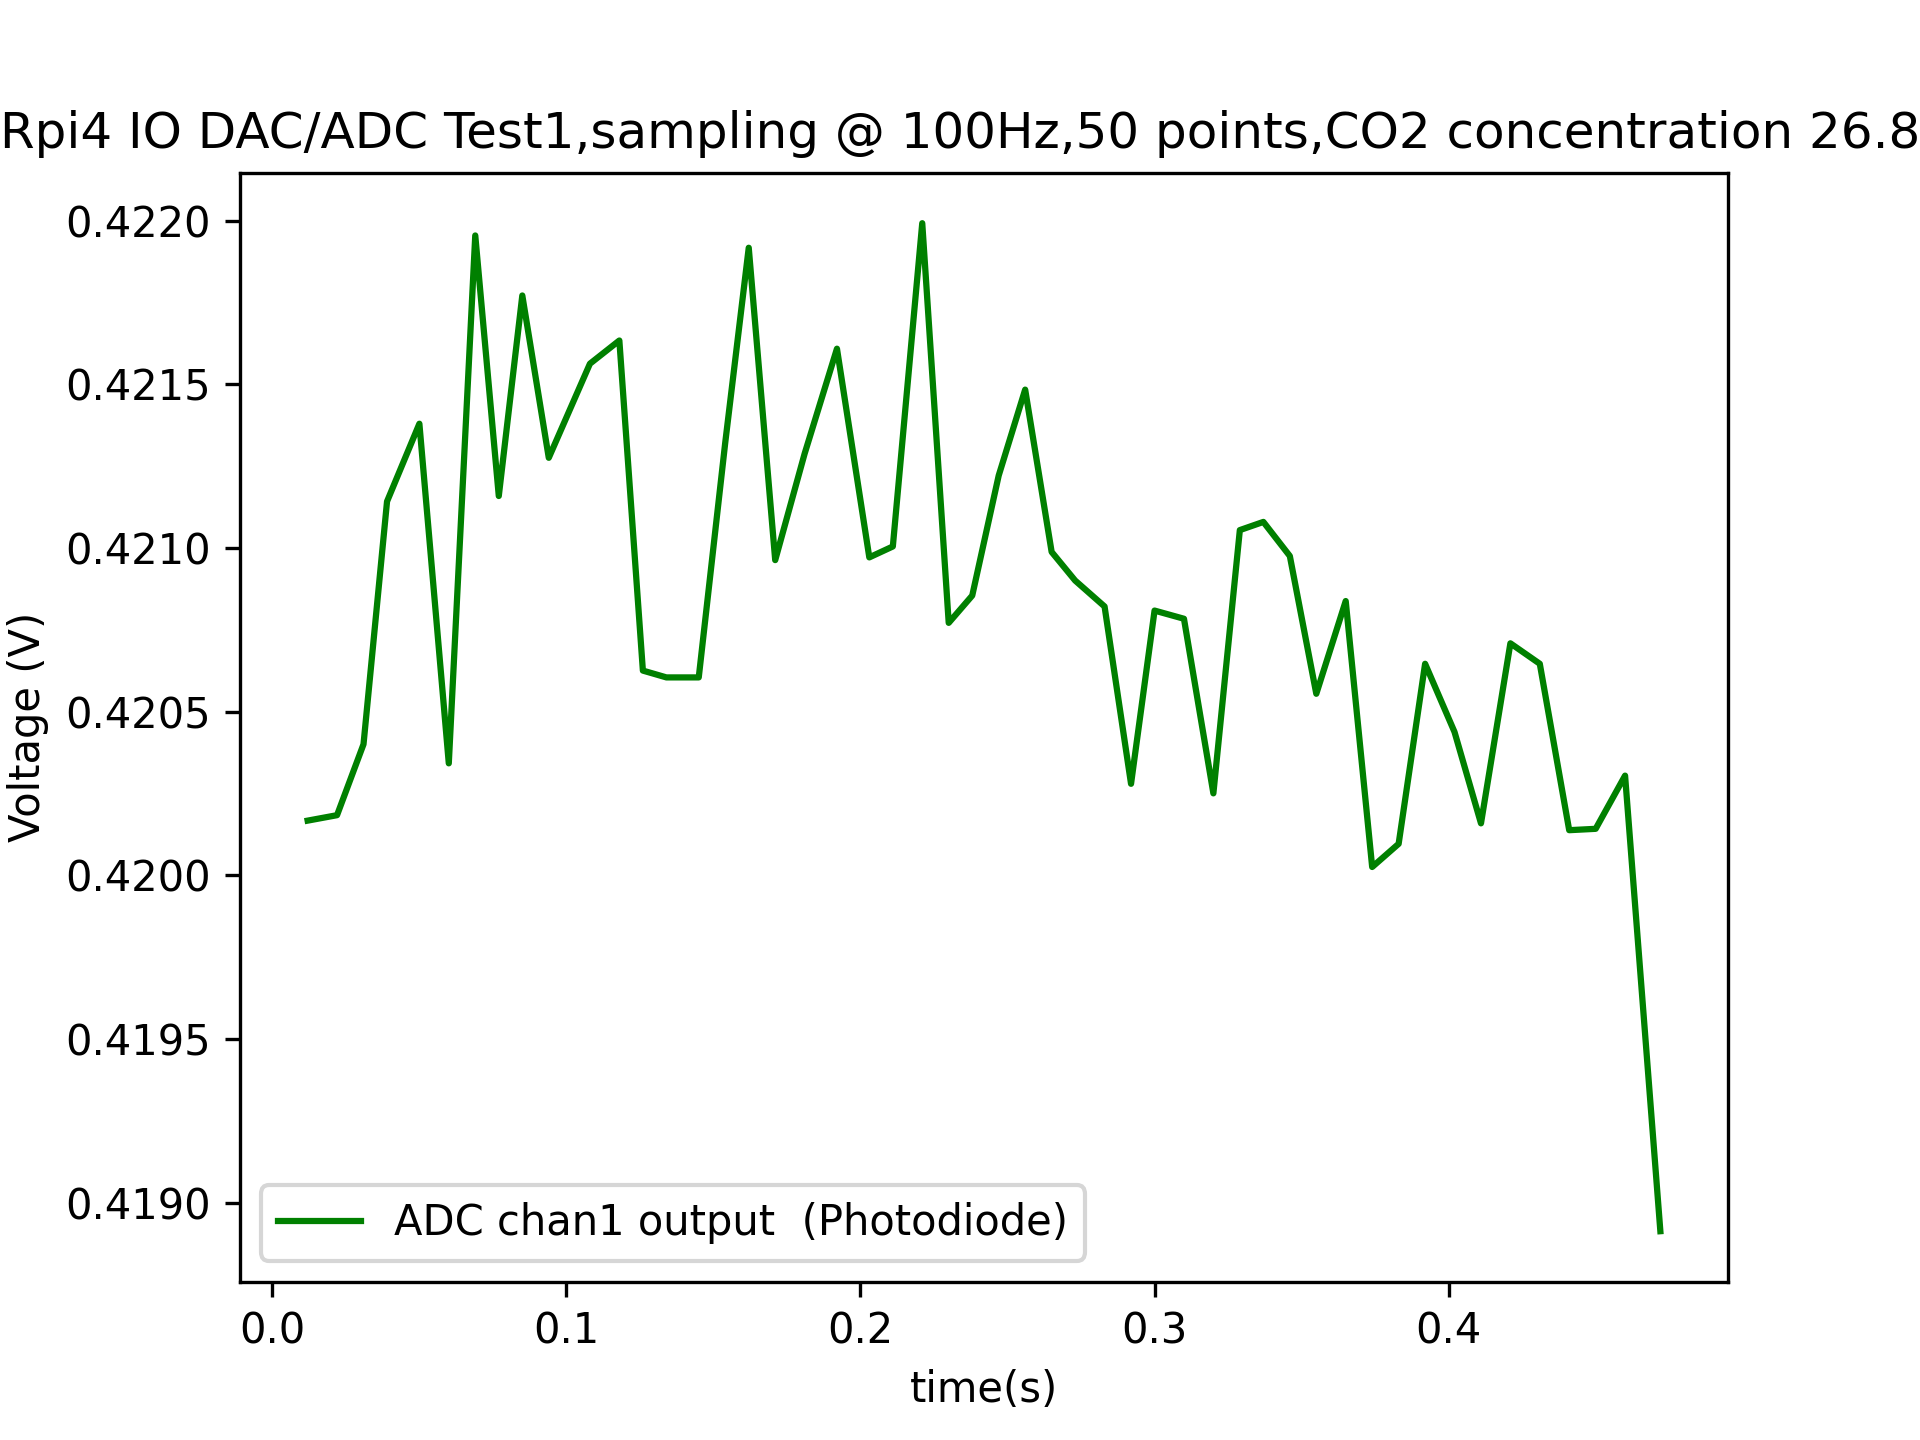 Rpi4 IO DAC/ADC Test1,sampling @ 100Hz,50 points,CO2 concentration 26.8
0.4220
0.4215
0.4210
0.4205
0.4200
0.4195
0.4190
Voltage (V)
ADC chan1 output  (Photodiode)
0.0 0.1 0.2 0.3 0.4
time(s)